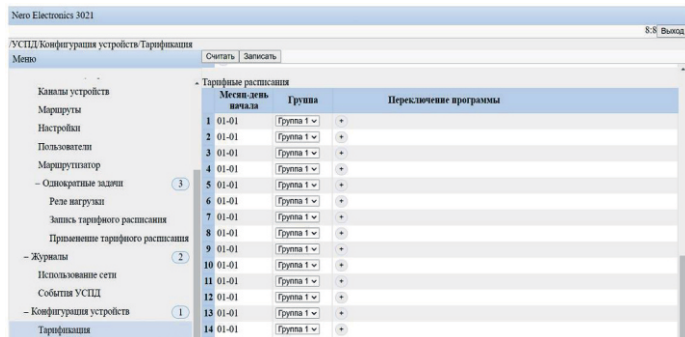 Nero Electronics 3021
8:8 Выход
/УСПД/Конфигурация устройств/Тарификация
Меню
Считать Записать
Каналы устройств
Маршруты
Настройки
Пользователи
Маршрутизатор
– Однократные задачи 3
Реле нагрузки
Запись тарифного расписания
Применение тарифного расписания
– Журналы 2
Использование сети
События УСПД
– Конфигурация устройств 1
Тарификация
- Тарифные расписания
Месяц-день начала Группа Переключение программы
1 01-01 Группа 1 +
2 01-01 Группа 1 +
3 01-01 Группа 1 +
4 01-01 Группа 1 +
5 01-01 Группа 1 +
6 01-01 Группа 1 +
7 01-01 Группа 1 +
8 01-01 Группа 1 +
9 01-01 Группа 1 +
10 01-01 Группа 1 +
11 01-01 Группа 1 +
12 01-01 Группа 1 +
13 01-01 Группа 1 +
14 01-01 Группа 1 +